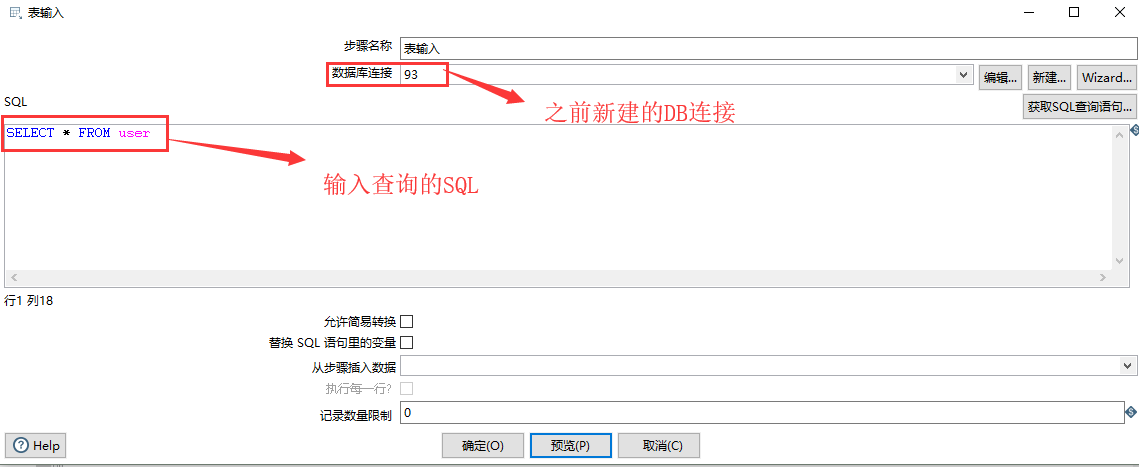 表输入
步骤名称 表输入
数据库连接 93 编辑... 新建... Wizard...
之前新建的DB连接
SQL 获取SQL查询语句...
SELECT * FROM user
输入查询的SQL
行1 列18
允许简易转换
替换 SQL 语句里的变量
从步骤插入数据
执行每一行?
记录数量限制 0
Help 确定(O) 预览(P) 取消(C)